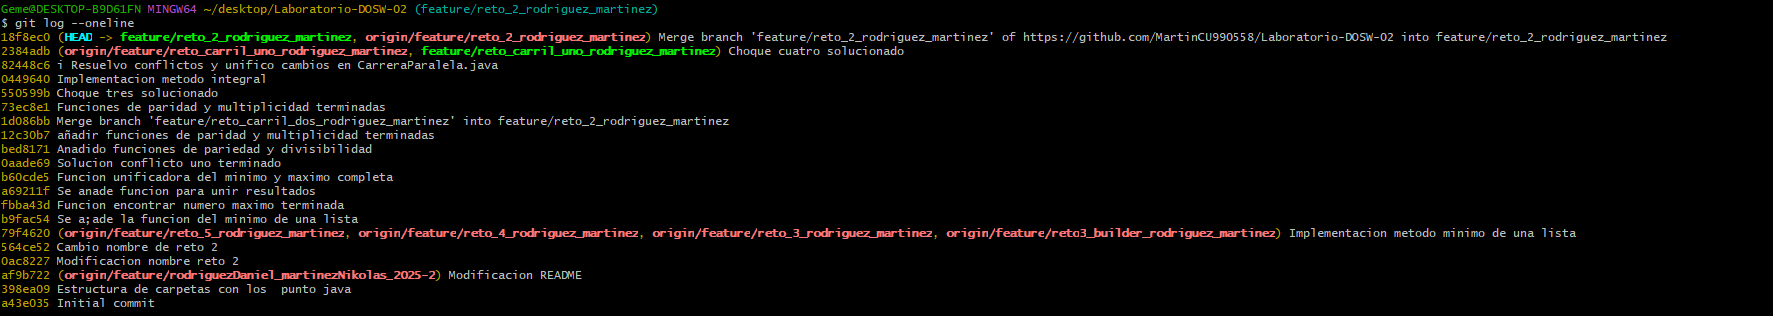 Geme@DESKTOP-B9D61FN MINGW64 ~/desktop/Laboratorio-DOSW-02 (feature/reto_2_rodriguez_martinez)
$ git log --oneline
18f8ec0 (HEAD -> feature/reto_2_rodriguez_martinez, origin/feature/reto_2_rodriguez_martinez) Merge branch 'feature/reto_2_rodriguez_martinez' of https://github.com/MartinCU990558/Laboratorio-DOSW-02 into feature/reto_2_rodriguez_martinez
2384adb (origin/feature/reto_carril_uno_rodriguez_martinez, feature/reto_carril_uno_rodriguez_martinez) Choque cuatro solucionado
82448c6 i Resuelvo conflictos y unifico cambios en CarreraParalela.java
0449640 Implementacion metodo integral
550599b Choque tres solucionado
73ec8e1 Funciones de paridad y multiplicidad terminadas
1d086bb Merge branch 'feature/reto_carril_dos_rodriguez_martinez' into feature/reto_2_rodriguez_martinez
12c30b7 añadir funciones de paridad y multiplicidad terminadas
bed8171 Anadido funciones de pariedad y divisibilidad
0aade69 Solucion conflicto uno terminado
b60cde5 Funcion unificadora del minimo y maximo completa
a69211f Se anade funcion para unir resultados
fbba43d Funcion encontrar numero maximo terminada
b9fac54 Se a;ade la funcion del minimo de una lista
79f4620 (origin/feature/reto_5_rodriguez_martinez, origin/feature/reto_4_rodriguez_martinez, origin/feature/reto_3_rodriguez_martinez, origin/feature/reto3_builder_rodriguez_martinez) Implementacion metodo minimo de una lista
564ce52 Cambio nombre de reto 2
0ac8227 Modificacion nombre reto 2
af9b722 (origin/feature/rodriguezDaniel_martinezNikolas_2025-2) Modificacion README
398ea09 Estructura de carpetas con los  punto java
a43e035 Initial commit